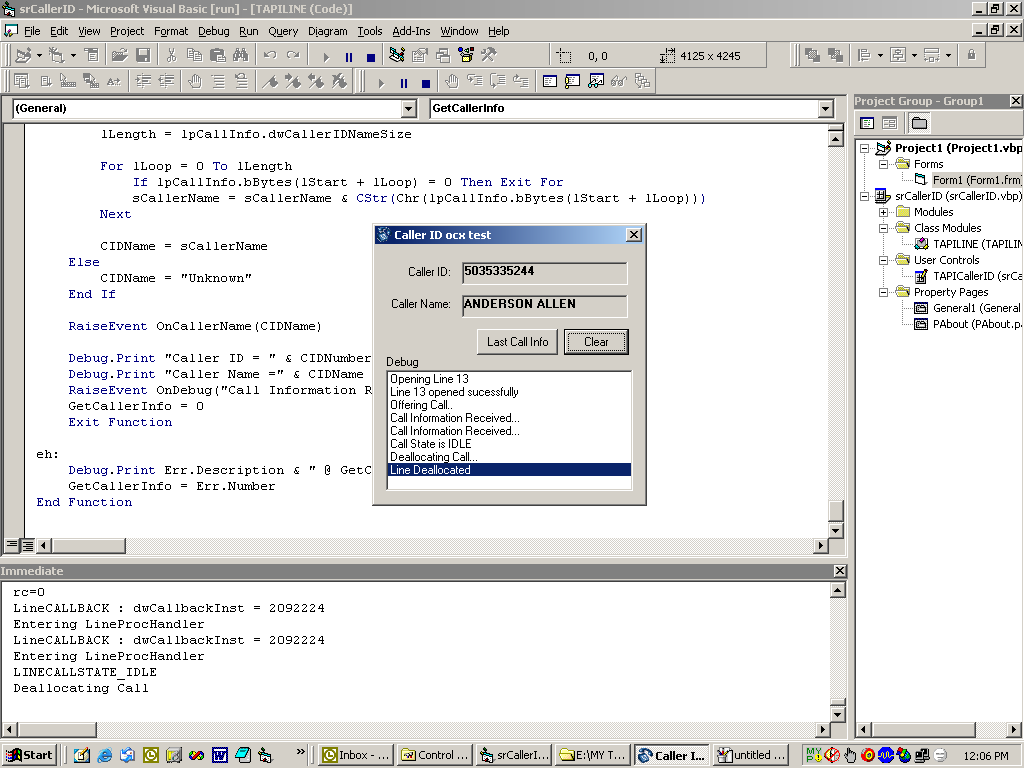 srCallerID - Microsoft Visual Basic [run] - [TAPILINE (Code)]
File Edit View Project Format Debug Run Query Diagram Tools Add-Ins Window Help
0, 0
4125 x 4245
(General)
GetCallerInfo
lLength = lpCallInfo.dwCallerIDNameSize
For lLoop = 0 To lLength
If lpCallInfo.bBytes(lStart + lLoop) = 0 Then Exit For
sCallerName = sCallerName & CStr(Chr(lpCallInfo.bBytes(lStart + lLoop)))
Next
CIDName = sCallerName
Else
CIDName = "Unknown"
End If
RaiseEvent OnCallerName(CIDName)
Debug.Print "Caller ID = " & CIDNumber
Debug.Print "Caller Name =" & CIDName
RaiseEvent OnDebug("Call Information R
GetCallerInfo = 0
Exit Function
eh:
Debug.Print Err.Description & " @ GetC
GetCallerInfo = Err.Number
End Function
Caller ID ocx test
Caller ID: 5035335244
Caller Name: ANDERSON ALLEN
Last Call Info
Clear
Debug
Opening Line 13
Line 13 opened sucessfully
Offering Call..
Call Information Received...
Call Information Received...
Call State is IDLE
Deallocating Call...
Line Deallocated
Project Group - Group1
Project1 (Project1.vbp
Forms
Form1 (Form1.frm
srCallerID (srCallerID.vbp)
Modules
Class Modules
TAPILINE (TAPILIN
User Controls
TAPICallerID (srCa
Property Pages
General1 (General
PAbout (PAbout.pa
Immediate
rc=0
LineCALLBACK : dwCallbackInst = 2092224
Entering LineProcHandler
LineCALLBACK : dwCallbackInst = 2092224
Entering LineProcHandler
LINECALLSTATE_IDLE
Deallocating Call
Start
Inbox - ...
Control ...
srCallerI...
E:\MY T...
Caller I...
untitled ...
12:06 PM